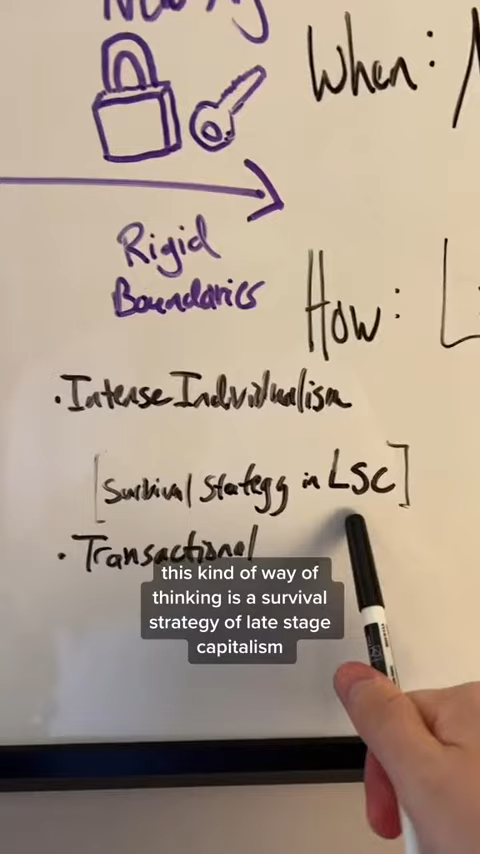 When:
Rigid
Boundaries
How:
• Intense Individualism
[Survival Stategy in LSC]
• Transactional
this kind of way of
thinking is a survival
strategy of late stage
capitalism